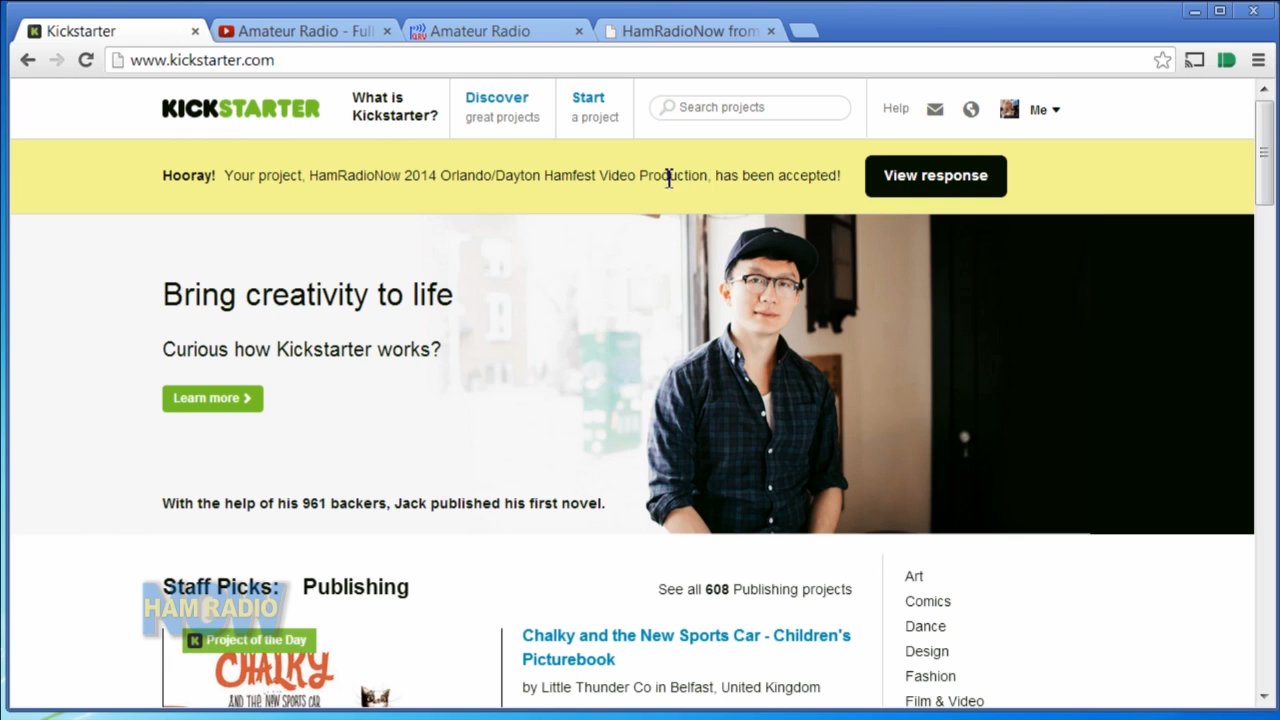 Kickstarter
Amateur Radio - Full
Amateur Radio
HamRadioNow from
www.kickstarter.com
KICKSTARTER
What is
Kickstarter?
Discover
great projects
Start
a project
Search projects
Help
Me
Hooray! Your project, HamRadioNow 2014 Orlando/Dayton Hamfest Video Production, has been accepted!
View response
Bring creativity to life
Curious how Kickstarter works?
Learn more
With the help of his 961 backers, Jack published his first novel.
Staff Picks: Publishing
See all 608 Publishing projects
NOW
HAM RADIO
K Project of the Day
CHALKY
AND THE NEW SPORTS CAR
Chalky and the New Sports Car - Children's
Picturebook
by Little Thunder Co in Belfast, United Kingdom
Art
Comics
Dance
Design
Fashion
Film & Video